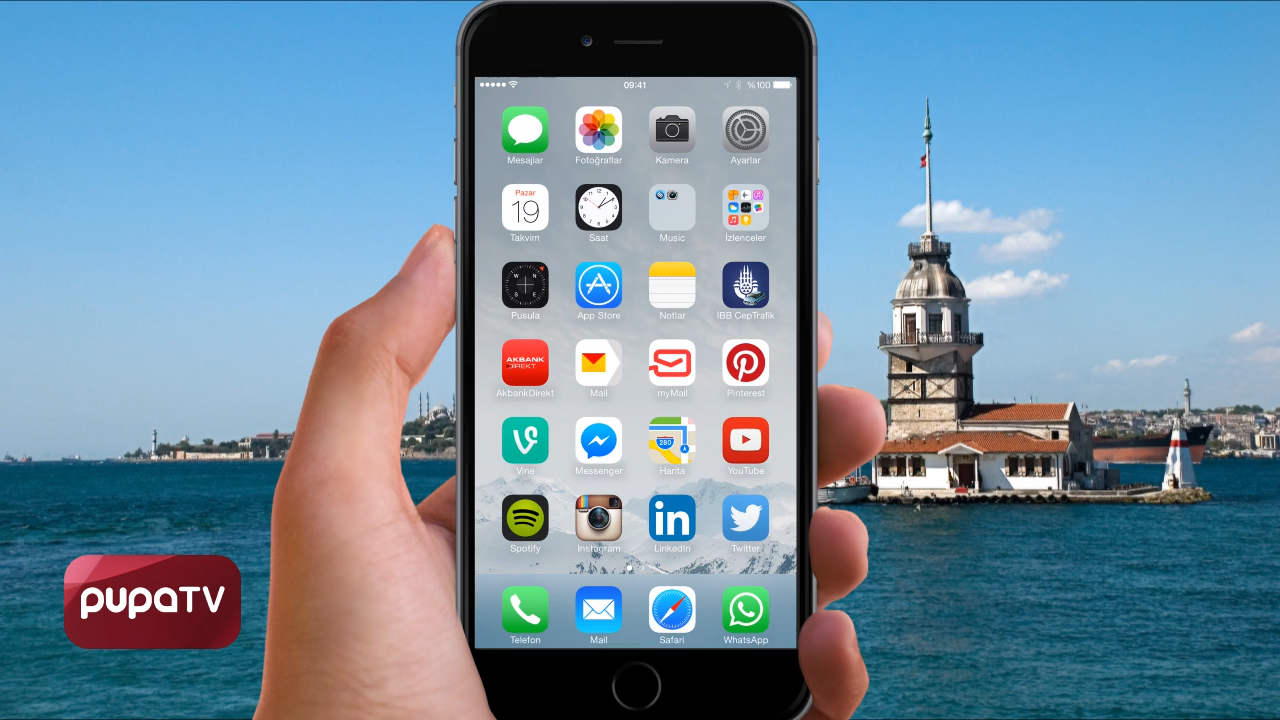 09:41
%100
Mesajlar
Fotoğraflar
Kamera
Ayarlar
Pazar
19
Takvim
Saat
Music
İzlenceler
W N
S E
Pusula
App Store
Notlar
İBB CepTrafik
AKBANK
DİREKT
AkbankDirekt
Mail
myMail
Pinterest
Vine
Messenger
280
Harita
YouTube
in
Spotify
Instagram
LinkedIn
Twitter
pupaTV
Telefon
Mail
Safari
WhatsApp